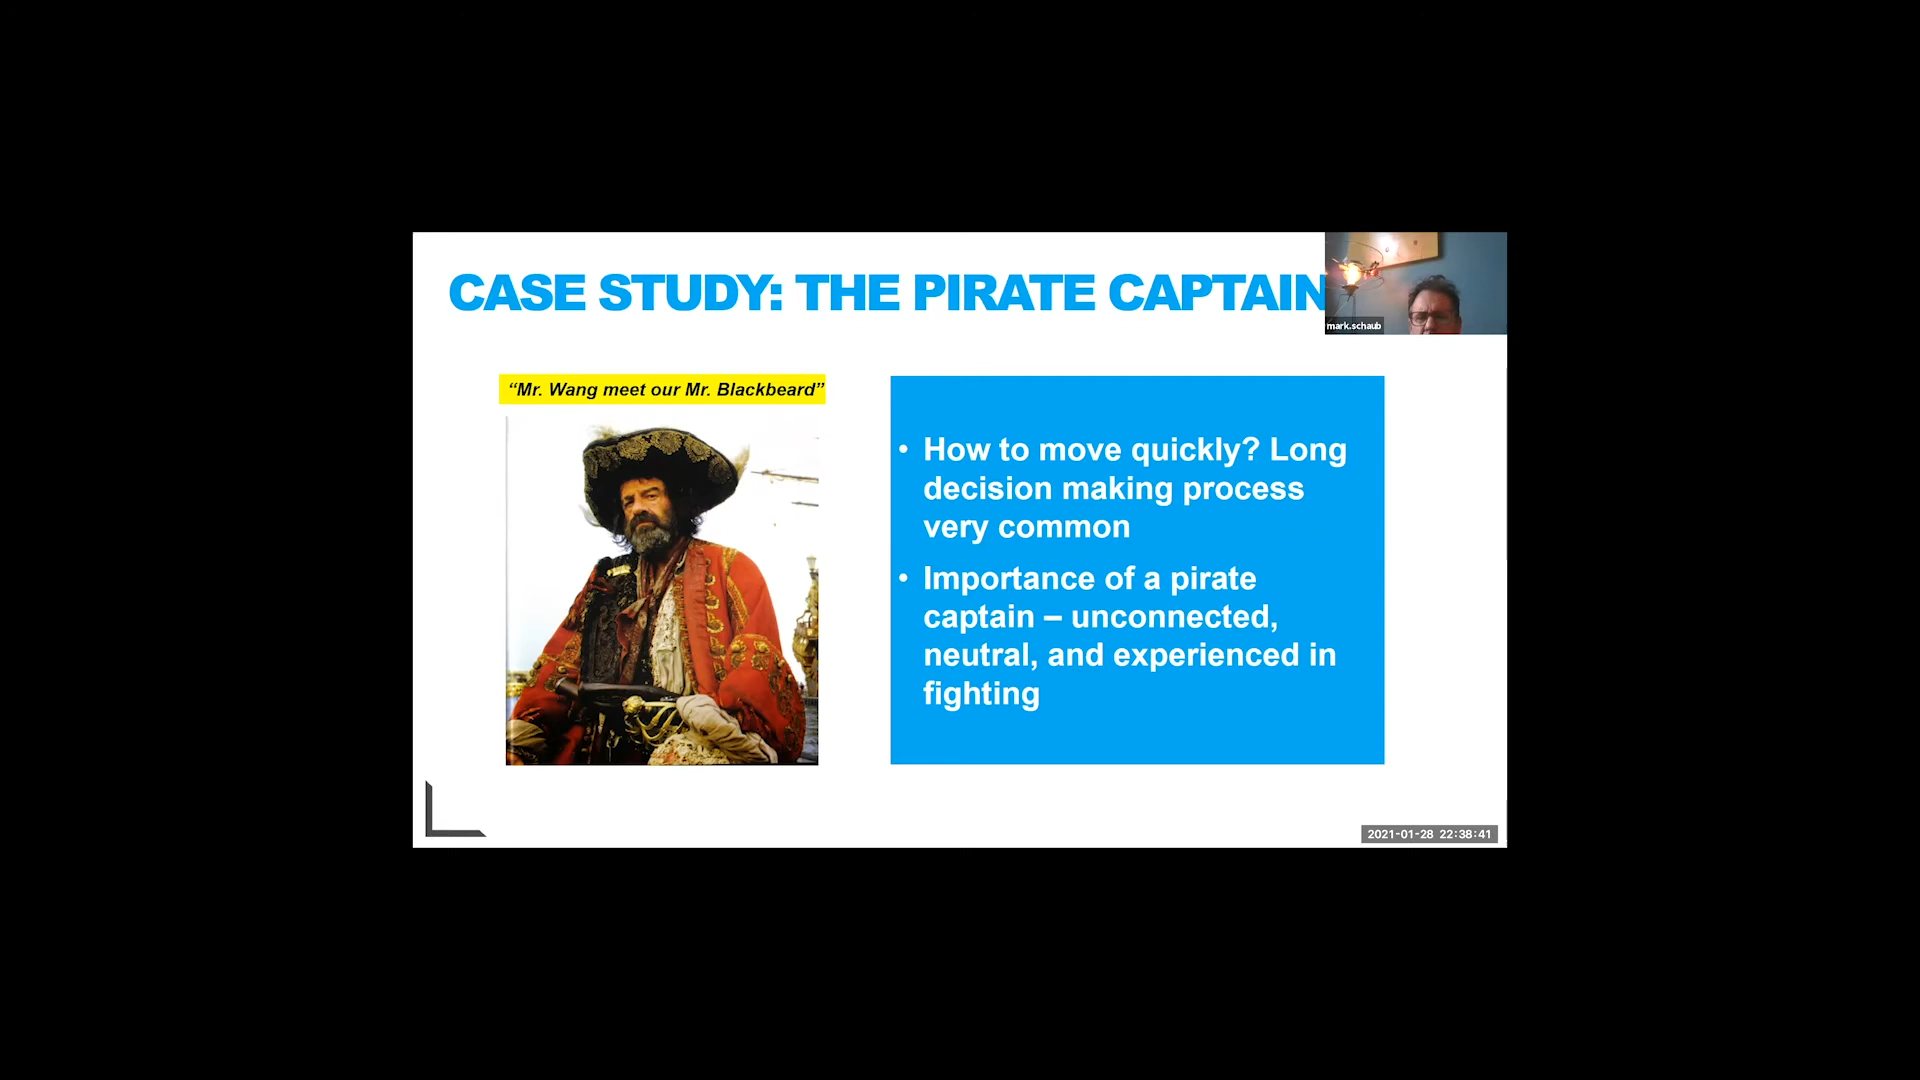 CASE STUDY: THE PIRATE CAPTAIN
mark.schaub
“Mr. Wang meet our Mr. Blackbeard”
• How to move quickly? Long
decision making process
very common
• Importance of a pirate
captain – unconnected,
neutral, and experienced in
fighting
2021-01-28 22:38:41